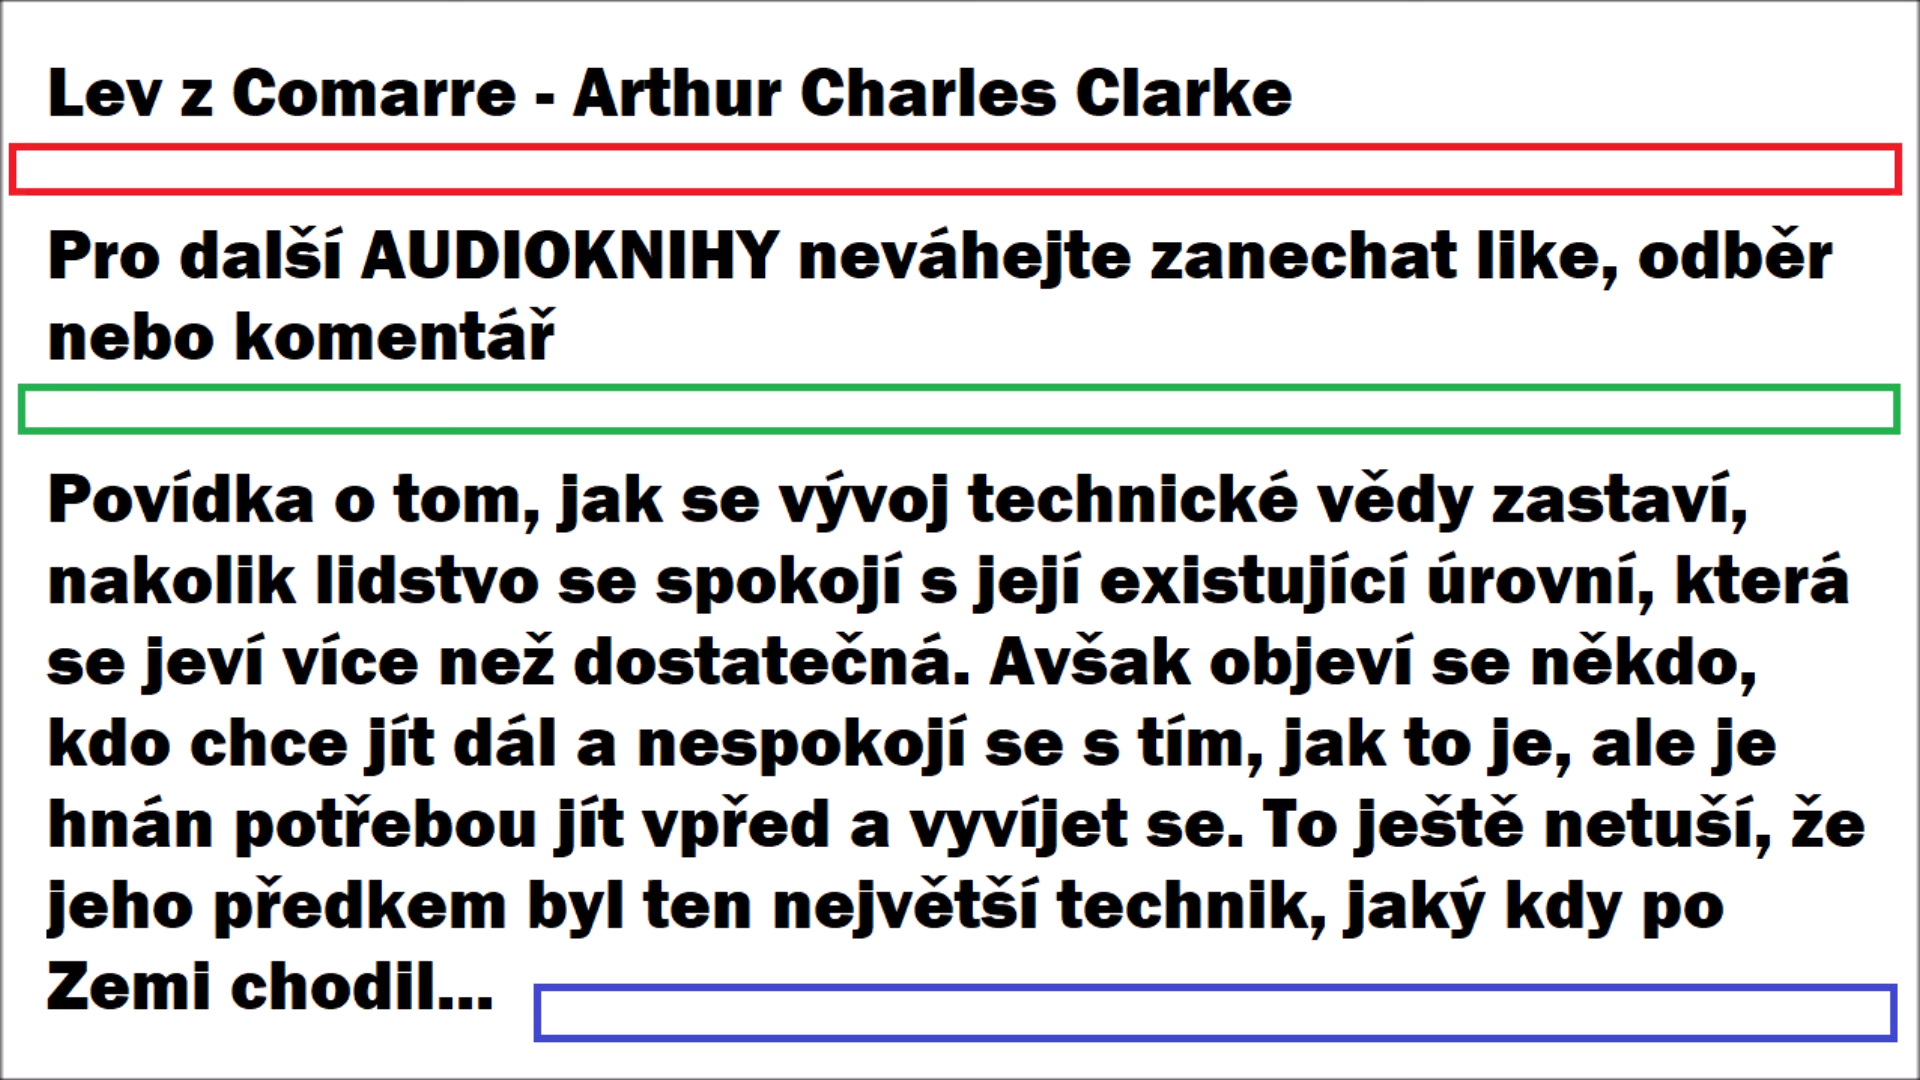 Lev z Comarre - Arthur Charles Clarke
Pro další AUDIOKNIHY neváhejte zanechat like, odběr
nebo komentář
Povídka o tom, jak se vývoj technické vědy zastaví,
nakolik lidstvo se spokojí s její existující úrovní, která
se jeví více než dostatečná. Avšak objeví se někdo,
kdo chce jít dál a nespokojí se s tím, jak to je, ale je
hnán potřebou jít vpřed a vyvíjet se. To ještě netuší, že
jeho předkem byl ten největší technik, jaký kdy po
Zemi chodil...